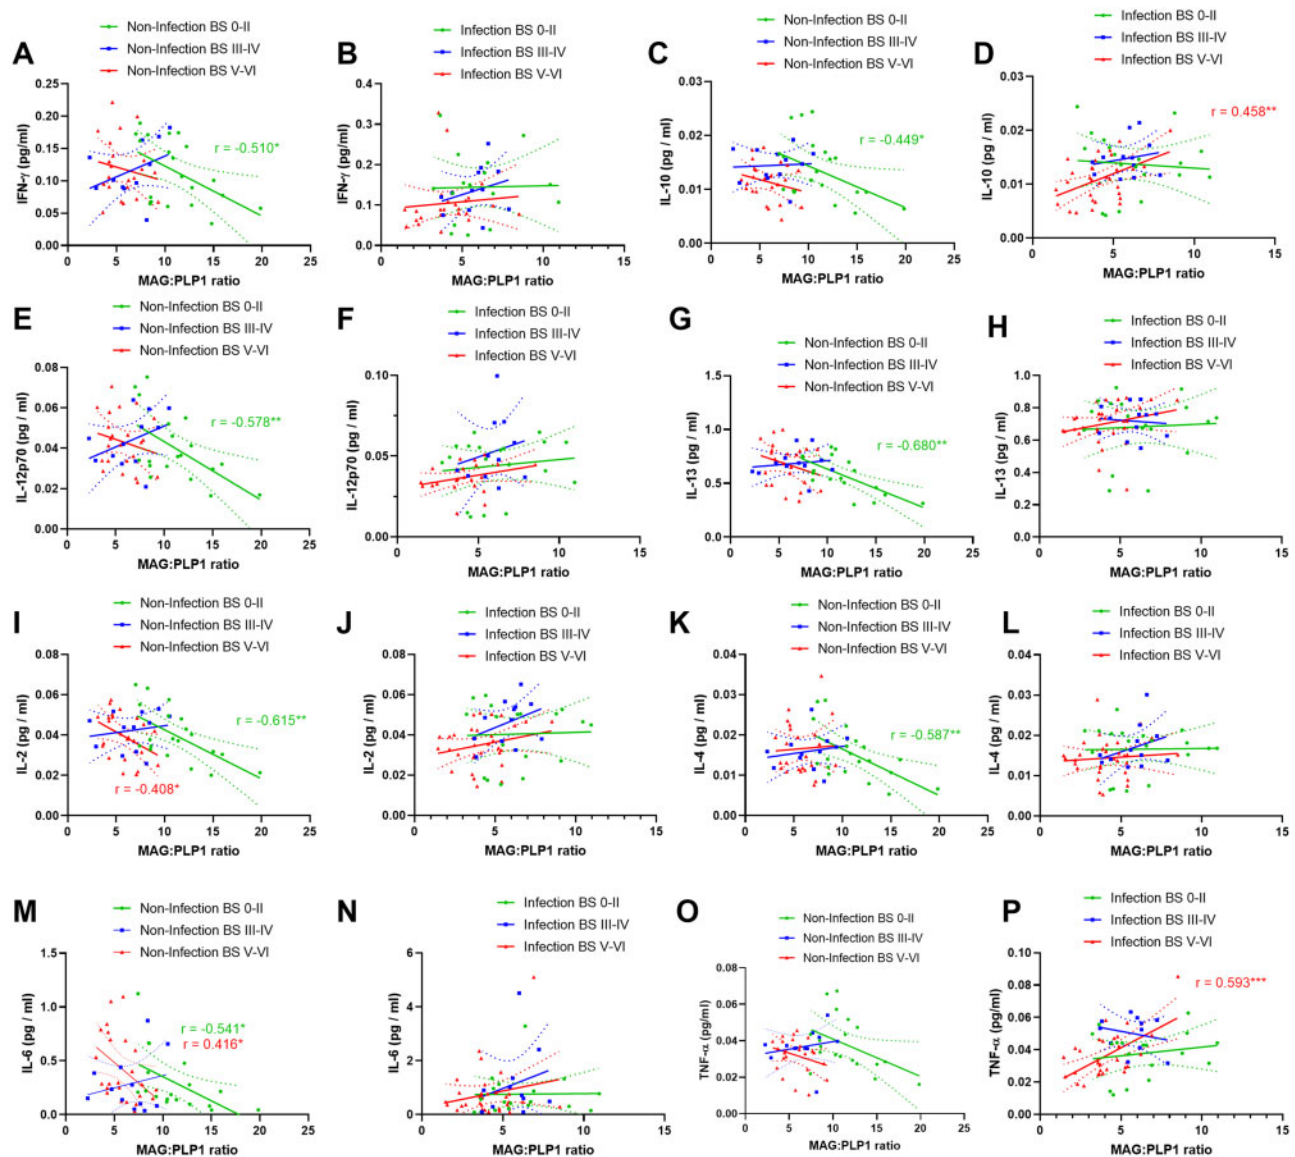 A
Non-Infection BS 0-II
Non-Infection BS III-IV
Non-Infection BS V-VI
IFN-γ (pg/ml)
0.25
0.20
0.15
0.10
0.05
0.00
r = -0.510*
0 5 10 15 20 25
MAG:PLP1 ratio
B
Infection BS 0-II
Infection BS III-IV
Infection BS V-VI
IFN-γ (pg/ml)
0.4
0.3
0.2
0.1
0.0
0 5 10 15
MAG:PLP1 ratio
C
Non-Infection BS 0-II
Non-Infection BS III-IV
Non-Infection BS V-VI
IL-10 (pg / ml)
0.03
0.02
0.01
0.00
-0.449*
0 5 10 15 20 25
MAG:PLP1 ratio
D
Infection BS 0-II
Infection BS III-IV
Infection BS V-VI
IL-10 (pg / ml)
0.03
0.02
0.01
0.00
r = 0.458**
0 5 10 15
MAG:PLP1 ratio
E
Non-Infection BS 0-II
Non-Infection BS III-IV
Non-Infection BS V-VI
IL-12p70 (pg / ml)
0.08
0.06
0.04
0.02
0.00
r = -0.578**
0 5 10 15 20 25
MAG:PLP1 ratio
F
Infection BS 0-II
Infection BS III-IV
Infection BS V-VI
IL-12p70 (pg / ml)
0.10
0.05
0.00
0 5 10 15
MAG:PLP1 ratio
G
Non-Infection BS 0-II
Non-Infection BS III-IV
Non-Infection BS V-VI
IL-13 (pg / ml)
1.5
1.0
0.5
0.0
r = -0.680**
0 5 10 15 20 25
MAG:PLP1 ratio
H
Infection BS 0-II
Infection BS III-IV
Infection BS V-VI
IL-13 (pg / ml)
1.0
0.8
0.6
0.4
0.2
0.0
0 5 10 15
MAG:PLP1 ratio
I
Non-Infection BS 0-II
Non-Infection BS III-IV
Non-Infection BS V-VI
IL-2 (pg / ml)
0.08
0.06
0.04
0.02
0.00
r = -0.615**
r = -0.408*
0 5 10 15 20 25
MAG:PLP1 ratio
J
Infection BS 0-II
Infection BS III-IV
Infection BS V-VI
IL-2 (pg / ml)
0.08
0.06
0.04
0.02
0.00
0 5 10 15
MAG:PLP1 ratio
K
Non-Infection BS 0-II
Non-Infection BS III-IV
Non-Infection BS V-VI
IL-4 (pg / ml)
0.04
0.03
0.02
0.01
0.00
r = -0.587**
0 5 10 15 20 25
MAG:PLP1 ratio
L
Infection BS 0-II
Infection BS III-IV
Infection BS V-VI
IL-4 (pg / ml)
0.04
0.03
0.02
0.01
0.00
0 5 10 15
MAG:PLP1 ratio
M
Non-Infection BS 0-II
Non-Infection BS III-IV
Non-Infection BS V-VI
IL-6 (pg / ml)
1.5
1.0
0.5
0.0
r = -0.541*
r = 0.416*
0 5 10 15 20 25
MAG:PLP1 ratio
N
Infection BS 0-II
Infection BS III-IV
Infection BS V-VI
IL-6 (pg / ml)
6
4
2
0
0 5 10 15
MAG:PLP1 ratio
O
Non-Infection BS 0-II
Non-Infection BS III-IV
Non-Infection BS V-VI
TNF-α (pg/ml)
0.08
0.06
0.04
0.02
0.00
0 5 10 15 20 25
MAG:PLP1 ratio
P
Infection BS 0-II
Infection BS III-IV
Infection BS V-VI
TNF-α (pg/ml)
0.10
0.08
0.06
0.04
0.02
0.00
r = 0.593***
0 5 10 15
MAG:PLP1 ratio